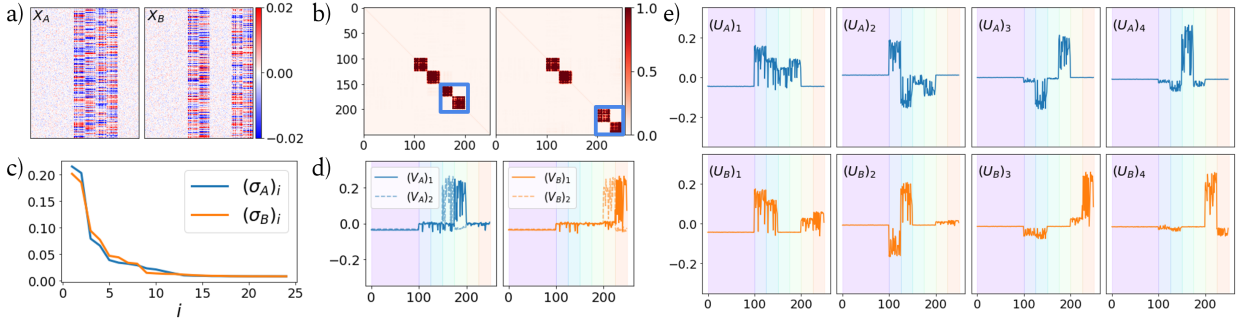 a)
X_A
X_B
0.02
0.01
0.00
−0.01
−0.02
b)
0
50
100
150
200
0
100
200
0
100
200
1.0
0.5
0.0
c)
0.20
0.15
0.10
0.05
0.00
(σ_A)_i
(σ_B)_i
0
5
10
15
20
25
i
d)
0.2
0.0
−0.2
(V_A)_1
(V_A)_2
(V_B)_1
(V_B)_2
0
100
200
0
100
200
e)
0.2
0.0
−0.2
(U_A)_1
(U_A)_2
(U_A)_3
(U_A)_4
0.2
0.0
−0.2
(U_B)_1
(U_B)_2
(U_B)_3
(U_B)_4
0
100
200
0
100
200
0
100
200
0
100
200